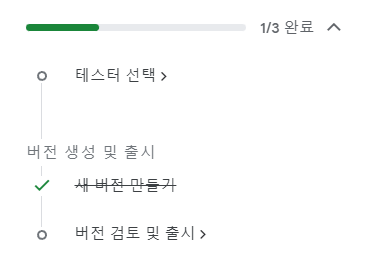 1/3 완료
테스터 선택
버전 생성 및 출시
새 버전 만들기
버전 검토 및 출시